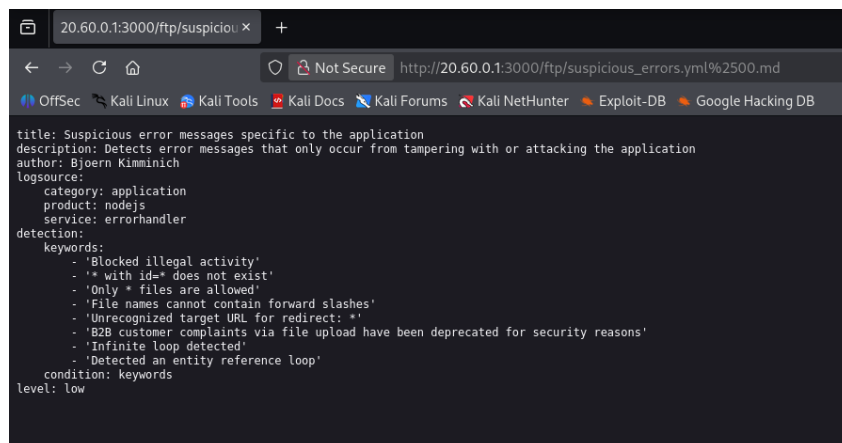 20.60.0.1:3000/ftp/suspiciou
Not Secure http://20.60.0.1:3000/ftp/suspicious_errors.yml%2500.md
OffSec Kali Linux Kali Tools Kali Docs Kali Forums Kali NetHunter Exploit-DB Google Hacking DB
title: Suspicious error messages specific to the application
description: Detects error messages that only occur from tampering with or attacking the application
author: Bjoern Kimminich
logsource:
    category: application
    product: nodejs
    service: errorhandler
detection:
    keywords:
        - 'Blocked illegal activity'
        - '* with id=* does not exist'
        - 'Only * files are allowed'
        - 'File names cannot contain forward slashes'
        - 'Unrecognized target URL for redirect: *'
        - 'B2B customer complaints via file upload have been deprecated for security reasons'
        - 'Infinite loop detected'
        - 'Detected an entity reference loop'
    condition: keywords
level: low